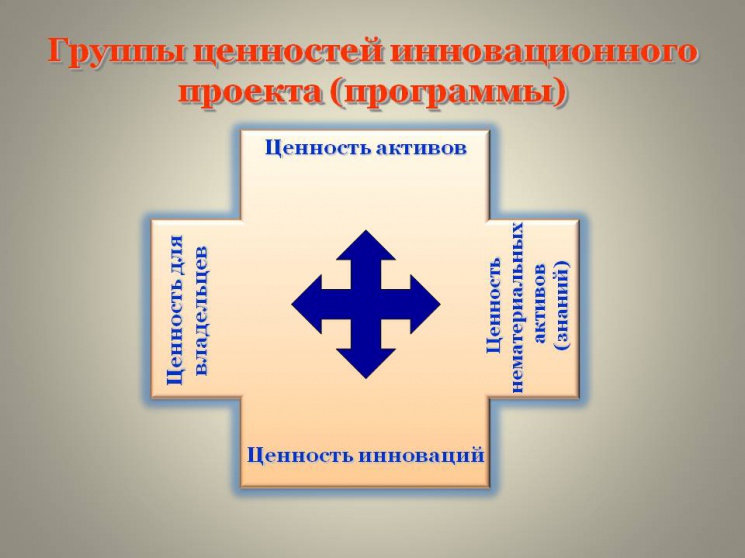 Группы ценностей инновационного
проекта (программы)
Ценность активов
Ценность для
владельцев
Ценность
нематериальных
активов
(знаний)
Ценность инноваций